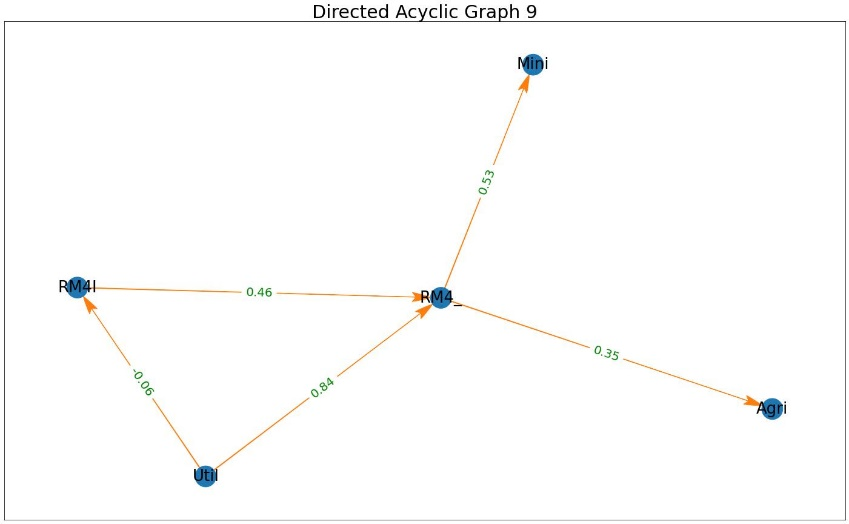 Directed Acyclic Graph 9
Mini
0.53
RM4I
0.46
RM4_
0.35
-0.06
0.84
Agri
Util